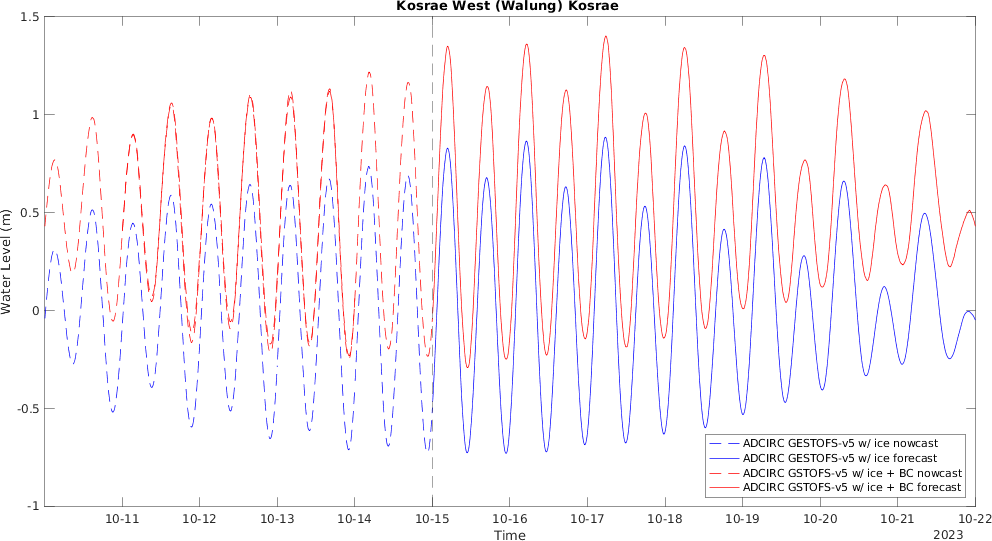 Kosrae West (Walung) Kosrae
1.5
1
0.5
0
-0.5
-1
Water Level (m)
10-11 10-12 10-13 10-14 10-15 10-16 10-17 10-18 10-19 10-20 10-21 10-22
Time
2023
ADCIRC GESTOFS-v5 w/ ice nowcast
ADCIRC GESTOFS-v5 w/ ice forecast
ADCIRC GSTOFS-v5 w/ ice + BC nowcast
ADCIRC GSTOFS-v5 w/ ice + BC forecast